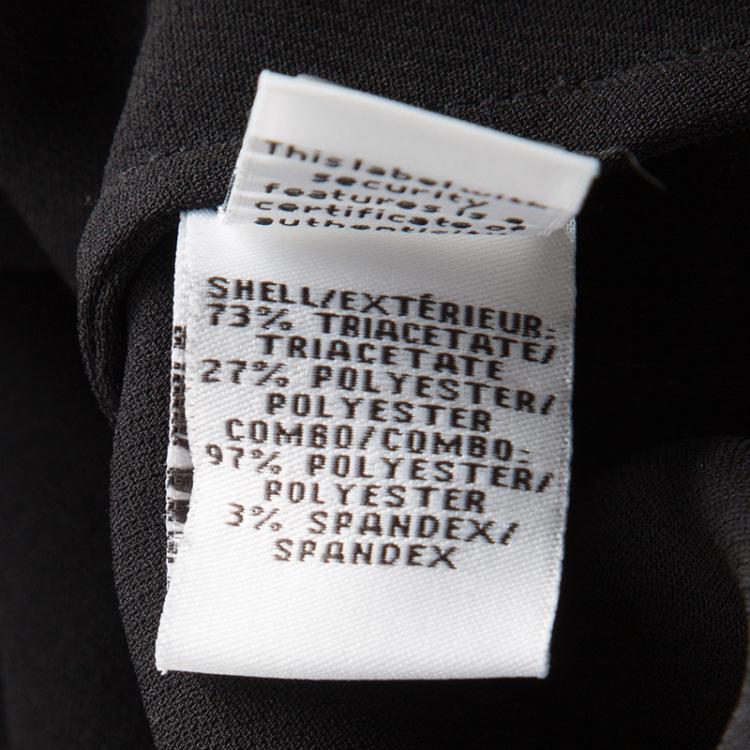 This label with
security
features is a
certificate of
authenticity
SHELL/EXTÉRIEUR:
73% TRIACETATE/
TRIACETATE
27% POLYESTER/
POLYESTER
COMBO/COMBO:
97% POLYESTER/
POLYESTER
3% SPANDEX/
SPANDEX